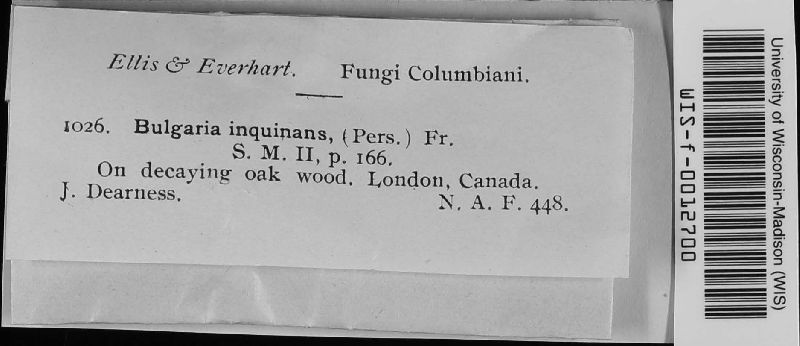 Ellis & Everhart. Fungi Columbiani.
1026. Bulgaria inquinans, (Pers.) Fr.
S. M. II, p. 166.
On decaying oak wood. London, Canada.
J. Dearness. N. A. F. 448.
WIS-f-0012700
University of Wisconsin-Madison (WIS)